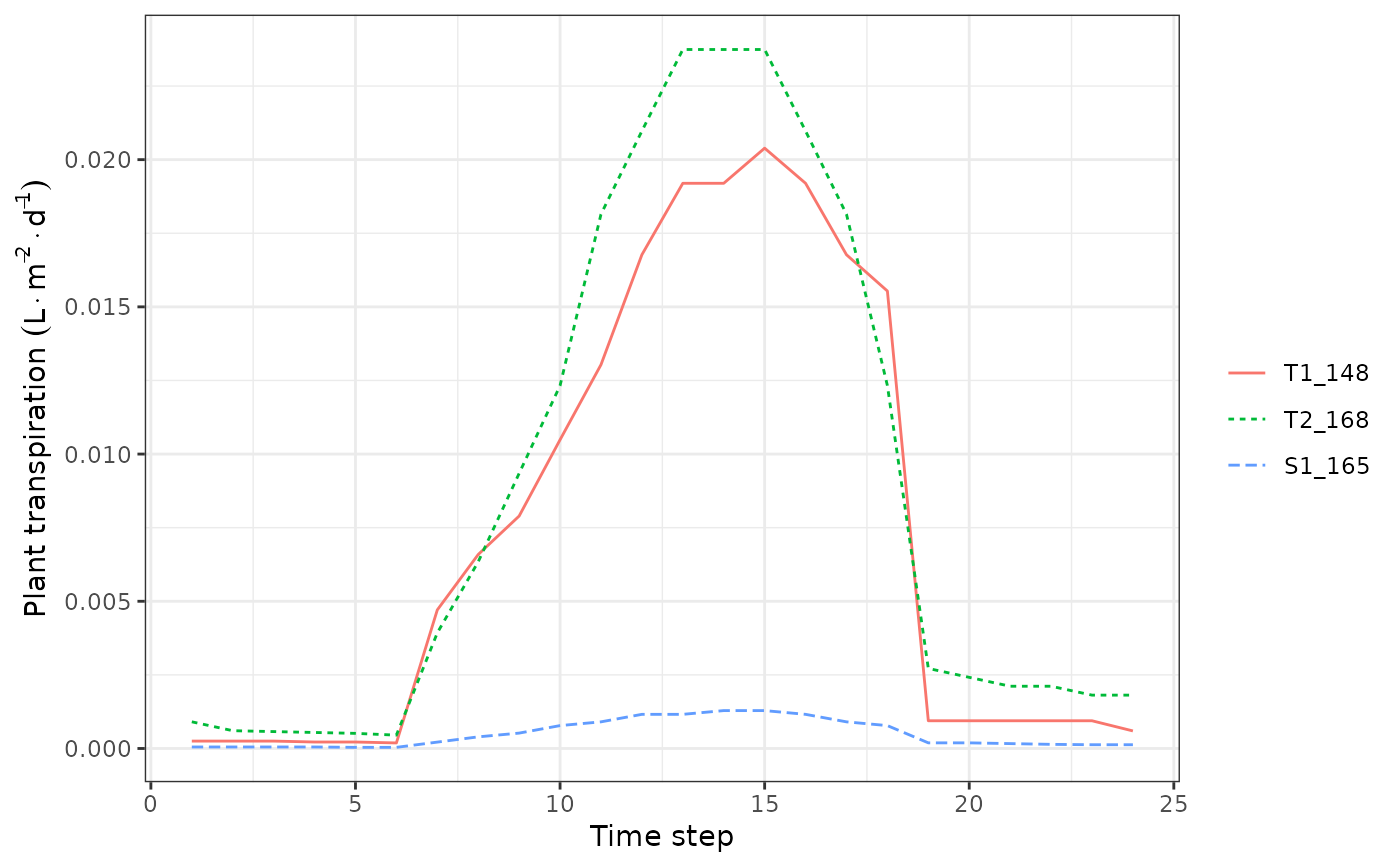 Plant transpiration (L · m⁻² · d⁻¹)
0.020
0.015
0.010
0.005
0.000
0 5 10 15 20 25
Time step
T1_148
T2_168
S1_165